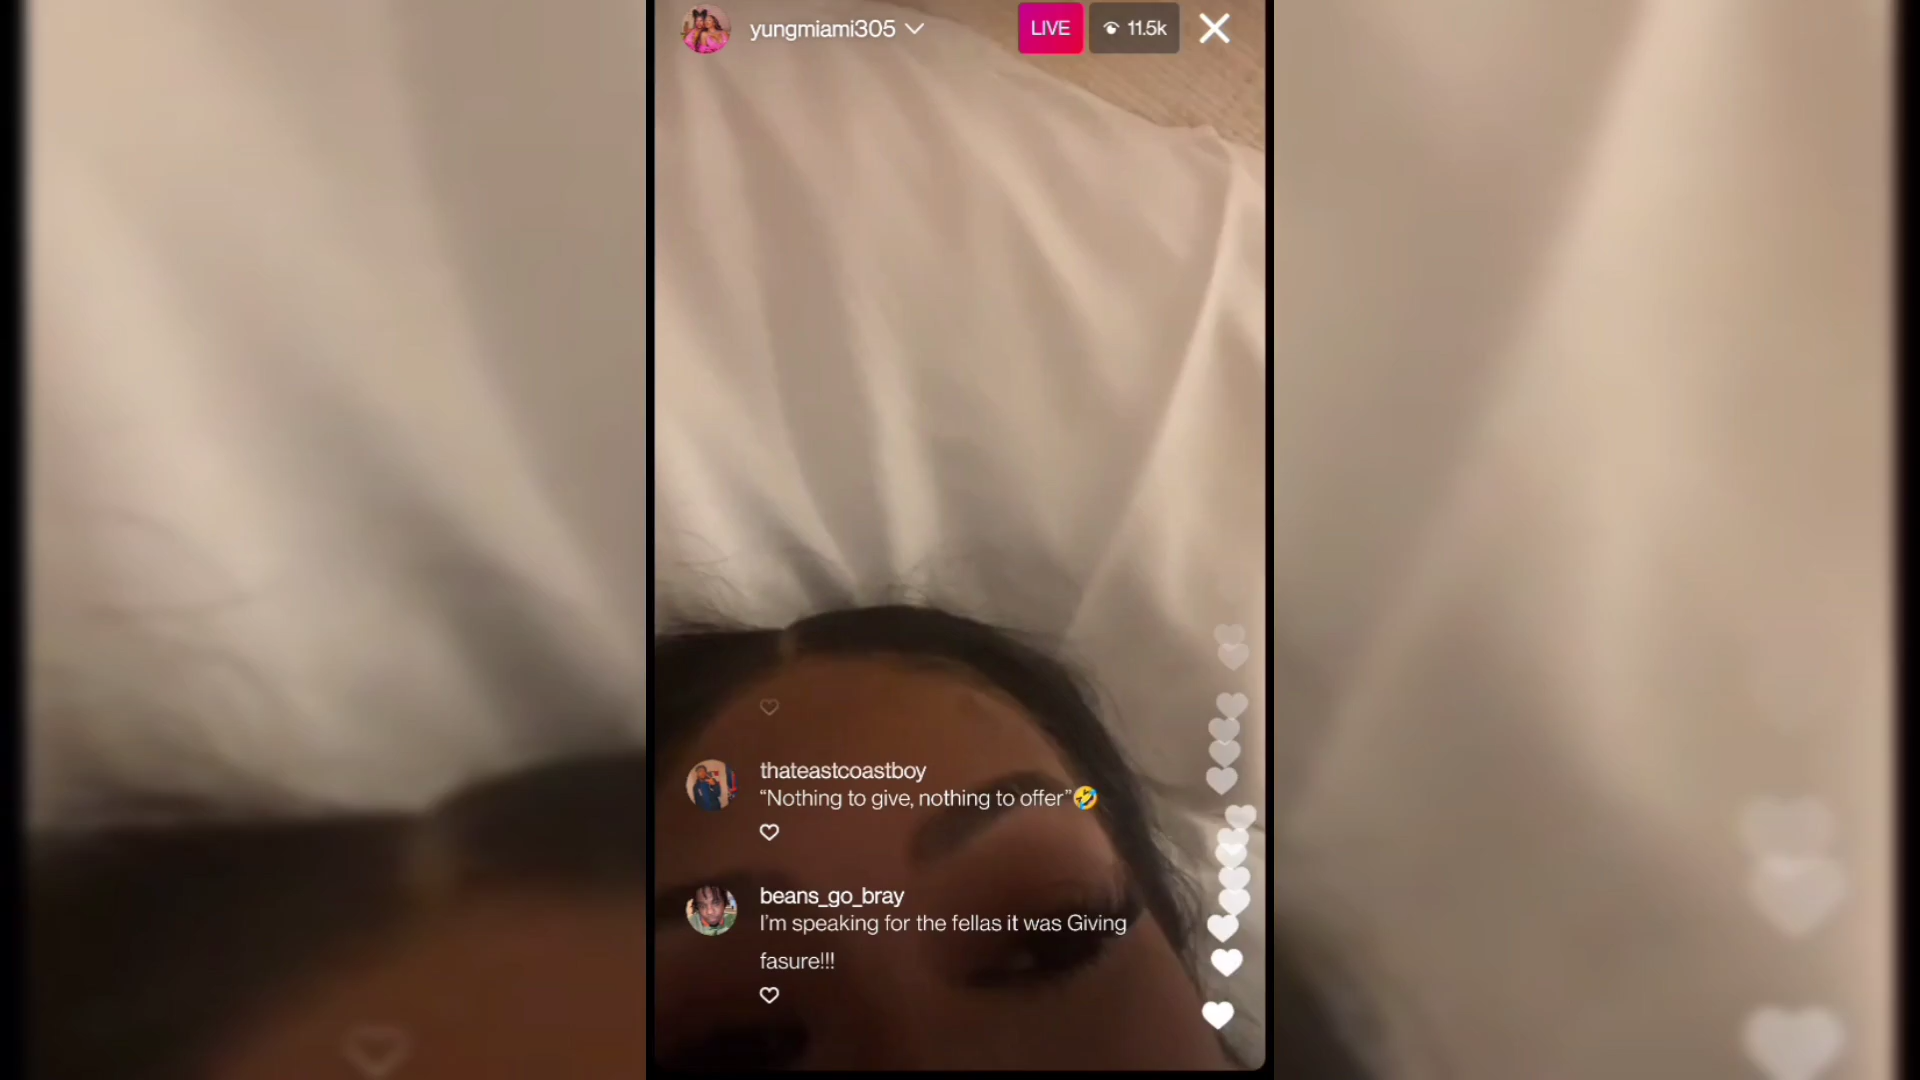 yungmiami305
LIVE
11.5k
thateastcoastboy
“Nothing to give, nothing to offer”🤣
beans_go_bray
I'm speaking for the fellas it was Giving
fasure!!!